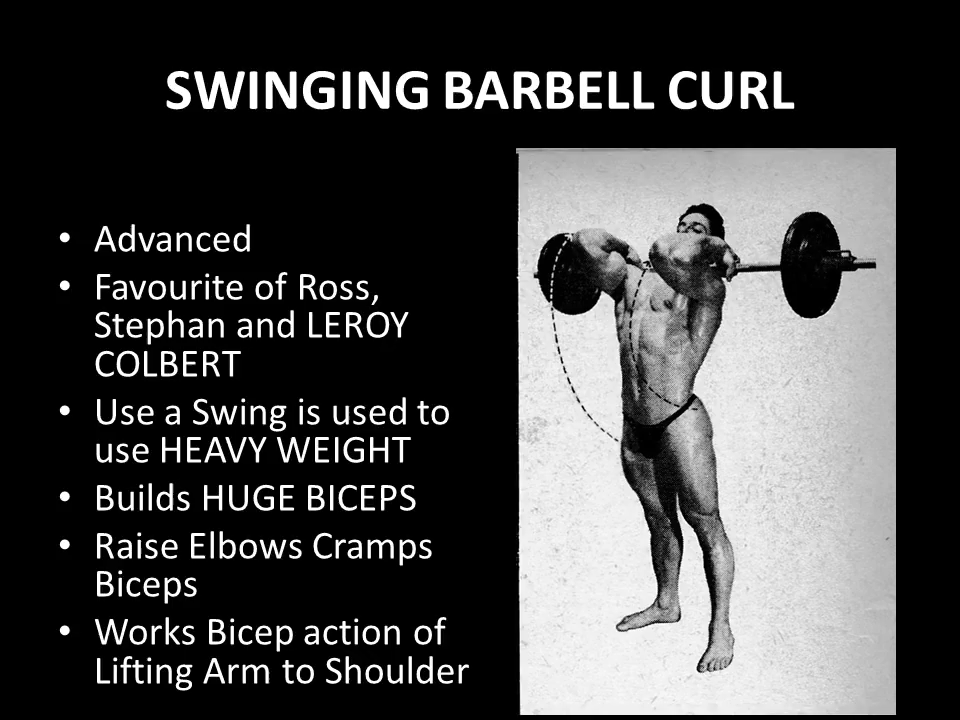 SWINGING BARBELL CURL
• Advanced
• Favourite of Ross,
Stephan and LEROY
COLBERT
• Use a Swing is used to
use HEAVY WEIGHT
• Builds HUGE BICEPS
• Raise Elbows Cramps
Biceps
• Works Bicep action of
Lifting Arm to Shoulder